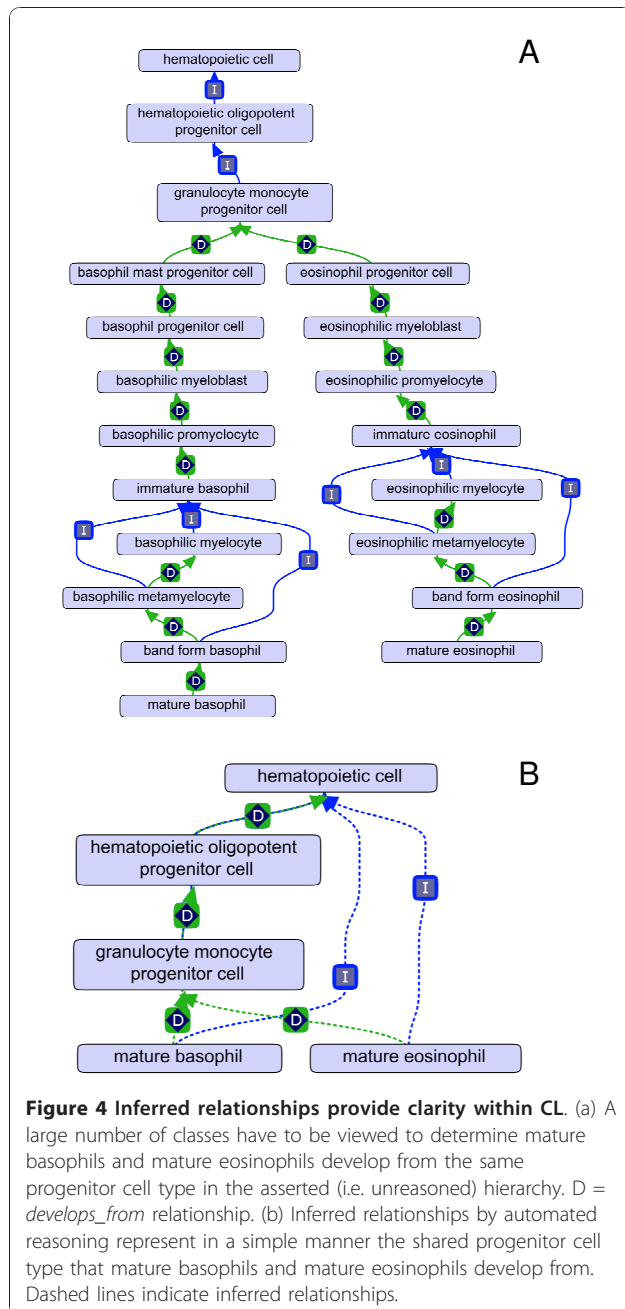 A
hematopoietic cell
I
hematopoietic oligopotent
progenitor cell
I
granulocyte monocyte
progenitor cell
D
D
basophil mast progenitor cell
eosinophil progenitor cell
D
D
basophil progenitor cell
eosinophilic myeloblast
D
D
basophilic myeloblast
eosinophilic promyelocyte
D
D
basophilic promyelocyte
immature eosinophil
D
I
I
I
immature basophil
eosinophilic myelocyte
I
I
I
D
basophilic myelocyte
eosinophilic metamyelocyte
D
D
basophilic metamyelocyte
band form eosinophil
D
D
band form basophil
mature eosinophil
D
mature basophil
B
hematopoietic cell
D
hematopoietic oligopotent
progenitor cell
I
D
granulocyte monocyte
progenitor cell
I
D
D
mature basophil
mature eosinophil
Figure 4 Inferred relationships provide clarity within CL. (a) A
large number of classes have to be viewed to determine mature
basophils and mature eosinophils develop from the same
progenitor cell type in the asserted (i.e. unreasoned) hierarchy. D =
develops_from relationship. (b) Inferred relationships by automated
reasoning represent in a simple manner the shared progenitor cell
type that mature basophils and mature eosinophils develop from.
Dashed lines indicate inferred relationships.